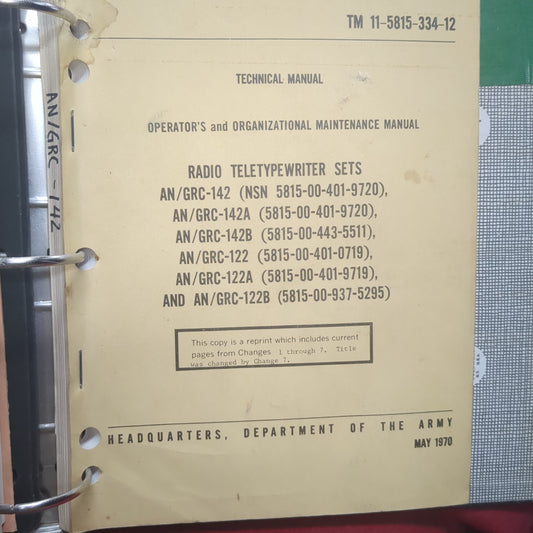 TM 11-5815-334-12
TECHNICAL MANUAL
OPERATOR'S and ORGANIZATIONAL MAINTENANCE MANUAL
RADIO TELETYPEWRITER SETS
AN/GRC-142 (NSN 5815-00-401-9720),
AN/GRC-142A (5815-00-401-9720),
AN/GRC-142B (5815-00-443-5511),
AN/GRC-122 (5815-00-401-0719),
AN/GRC-122A (5815-00-401-9719),
AND AN/GRC-122B (5815-00-937-5295)
This copy is a reprint which includes current
pages from Changes 1 through 7. Title
was changed by Change 7.
HEADQUARTERS, DEPARTMENT OF THE ARMY
MAY 1970
AN/GRC-142